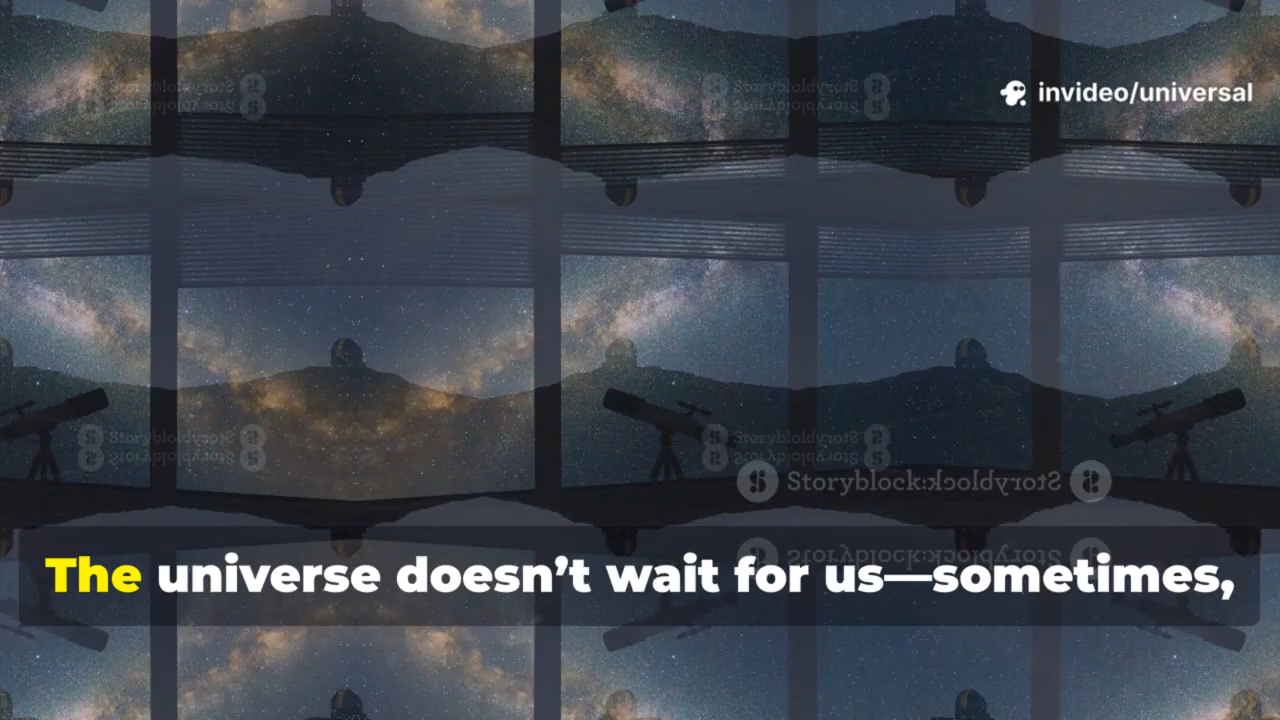 invideo/universal
Storyblock
The universe doesn’t wait for us—sometimes,